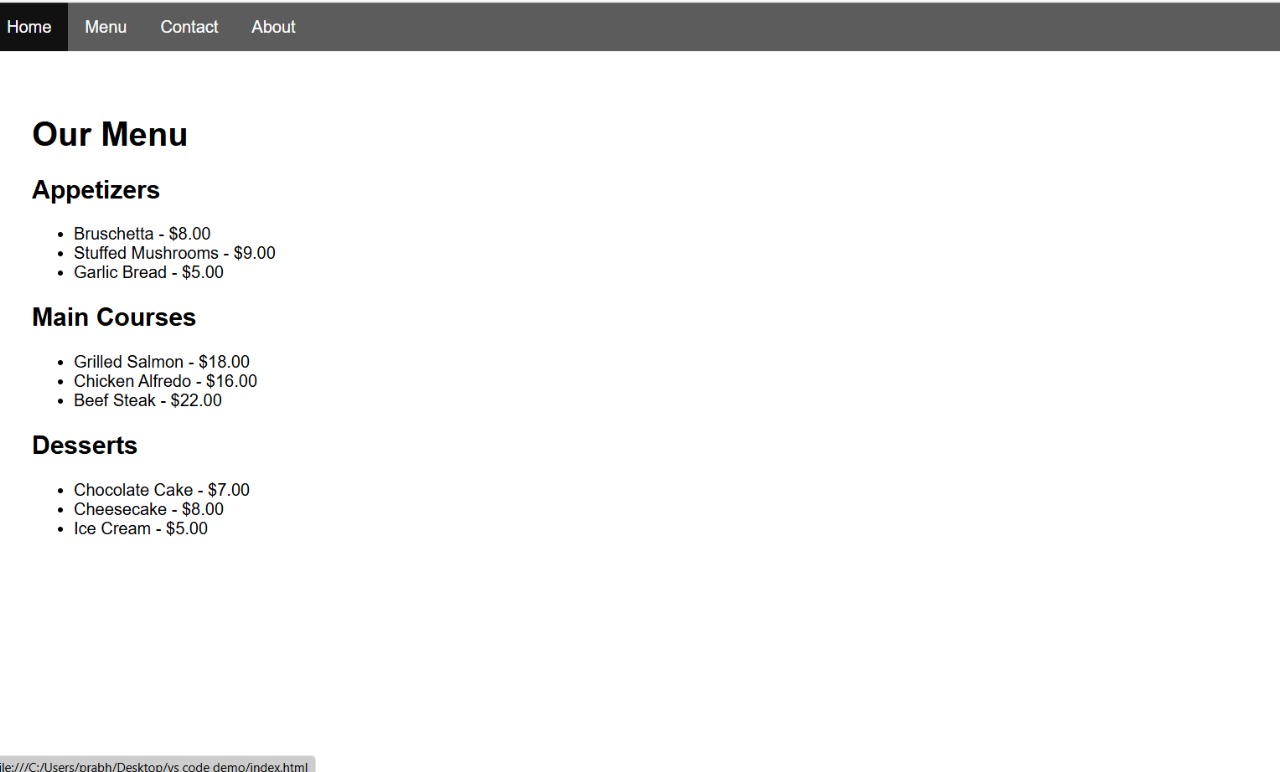 Home Menu Contact About
Our Menu
Appetizers
• Bruschetta - $8.00
• Stuffed Mushrooms - $9.00
• Garlic Bread - $5.00
Main Courses
• Grilled Salmon - $18.00
• Chicken Alfredo - $16.00
• Beef Steak - $22.00
Desserts
• Chocolate Cake - $7.00
• Cheesecake - $8.00
• Ice Cream - $5.00
ile:///C:/Users/prabh/Desktop/vs code demo/index.html